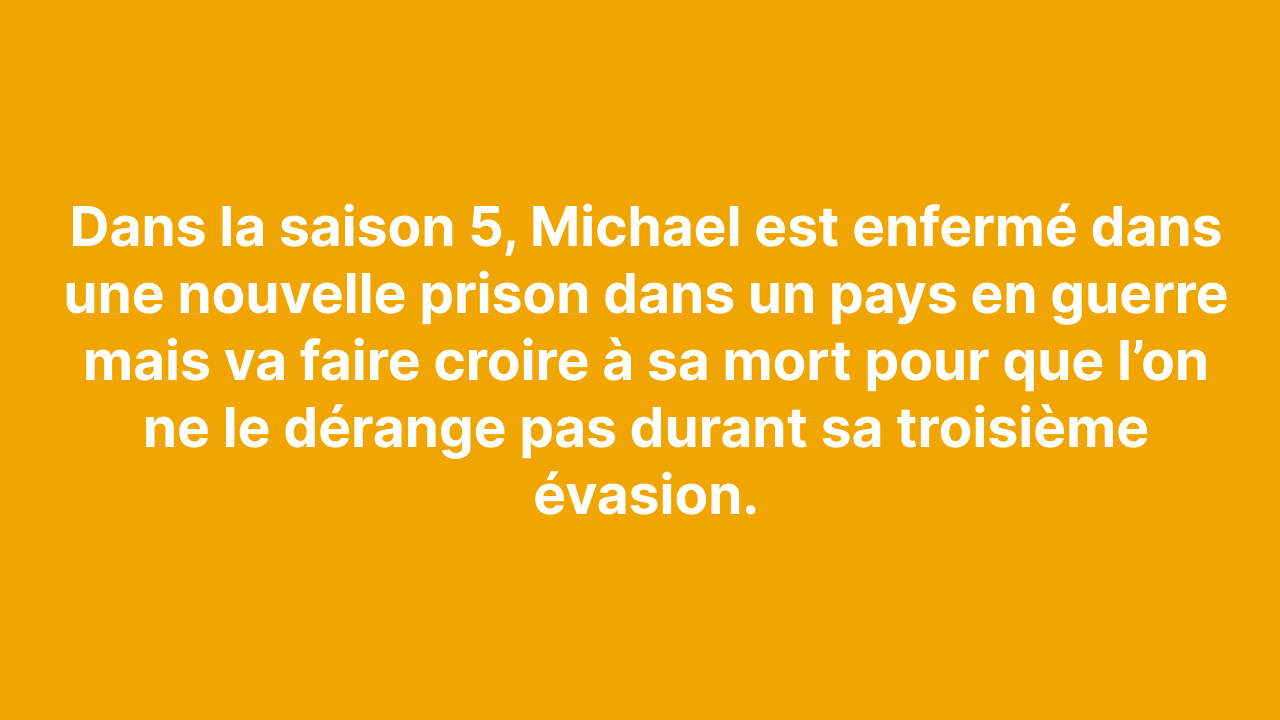 Dans la saison 5, Michael est enfermé dans
une nouvelle prison dans un pays en guerre
mais va faire croire à sa mort pour que l’on
ne le dérange pas durant sa troisième
évasion.